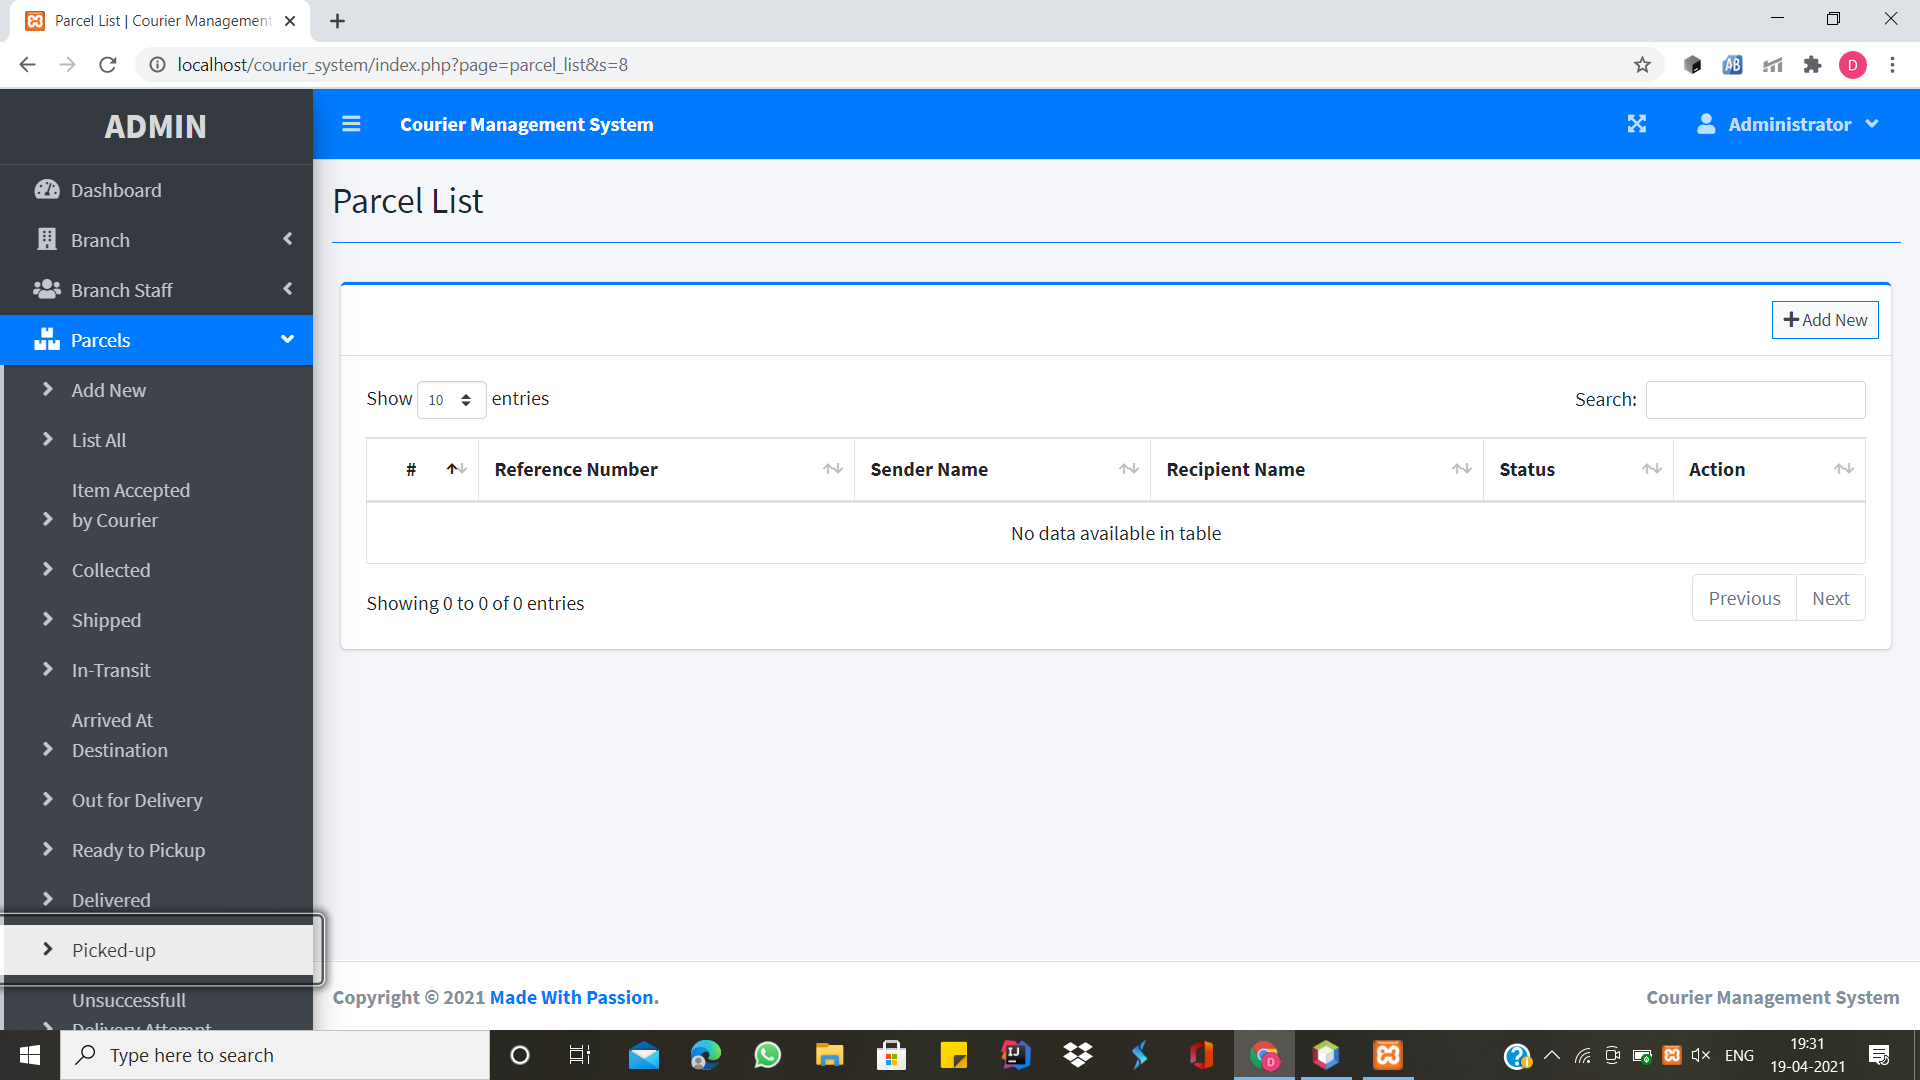 Parcel List | Courier Management
localhost/courier_system/index.php?page=parcel_list&s=8
AB
D
ADMIN
Courier Management System
Administrator
Dashboard
Branch
Branch Staff
Parcels
Add New
List All
Item Accepted
by Courier
Collected
Shipped
In-Transit
Arrived At
Destination
Out for Delivery
Ready to Pickup
Delivered
Picked-up
Unsuccessfull
Delivery Attempt
Parcel List
Add New
Show 10 entries
Search:
# Reference Number Sender Name Recipient Name Status Action
No data available in table
Showing 0 to 0 of 0 entries
Previous Next
Copyright © 2021 Made With Passion.
Courier Management System
Type here to search
ENG
19:31
19-04-2021